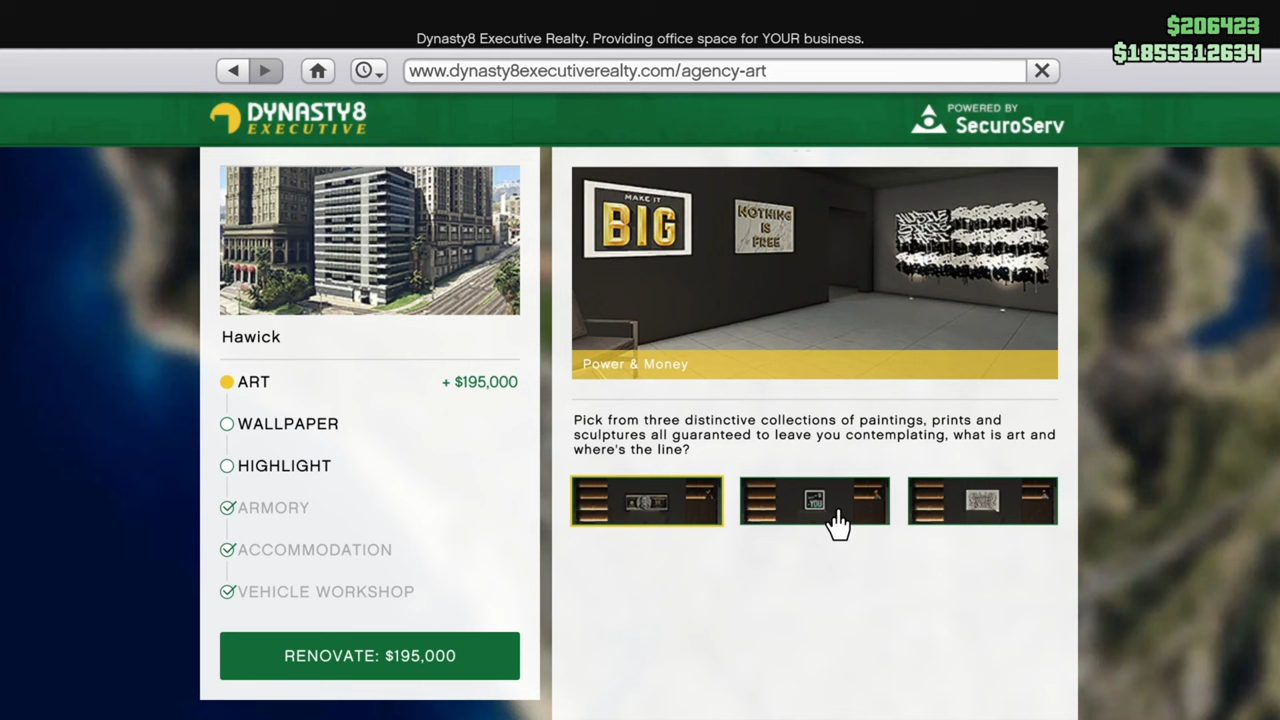 $206423
Dynasty8 Executive Realty. Providing office space for YOUR business.
$1855312634
www.dynasty8executiverealty.com/agency-art
DYNASTY8
EXECUTIVE
POWERED BY
SecuroServ
MAKE IT
BIG
NOTHING
IS
FREE
Power & Money
Hawick
ART + $195,000
WALLPAPER
HIGHLIGHT
ARMORY
ACCOMMODATION
VEHICLE WORKSHOP
RENOVATE: $195,000
Pick from three distinctive collections of paintings, prints and
sculptures all guaranteed to leave you contemplating, what is art and
where's the line?